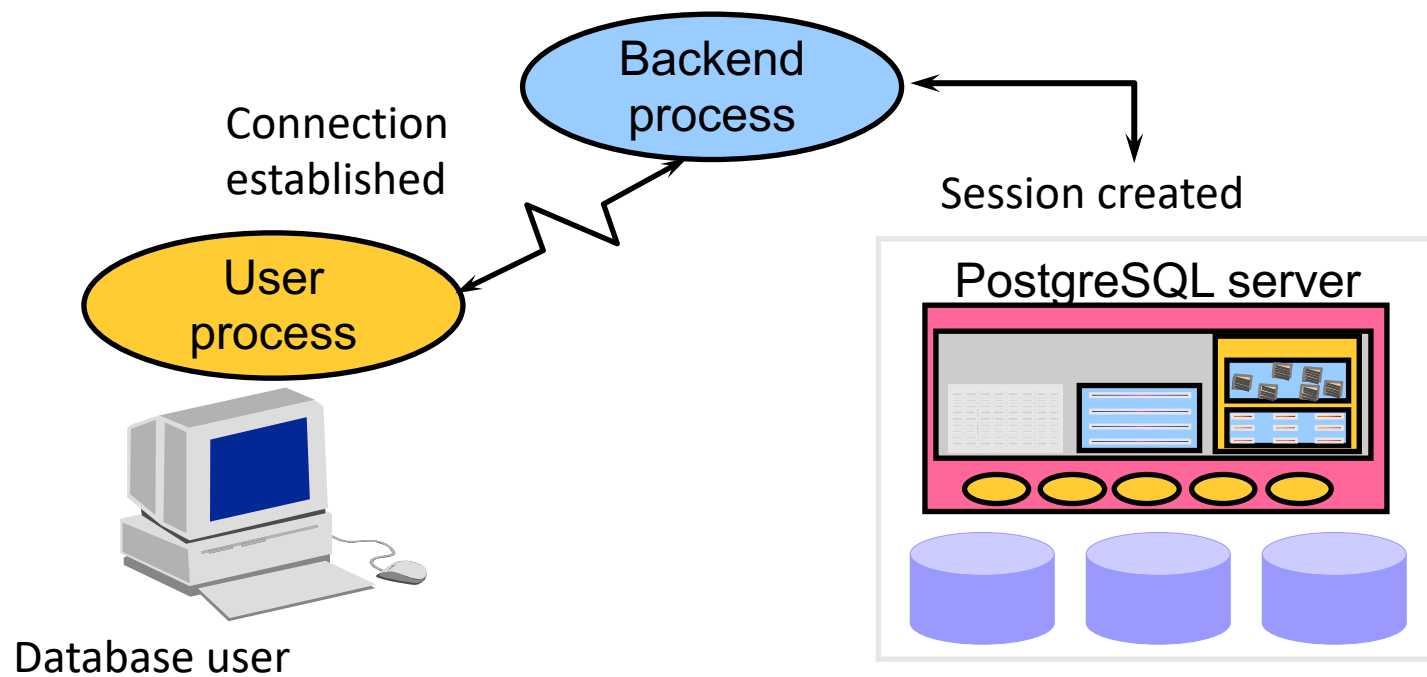 Backend
process
Connection
established
Session created
User
process
PostgreSQL server
Database user